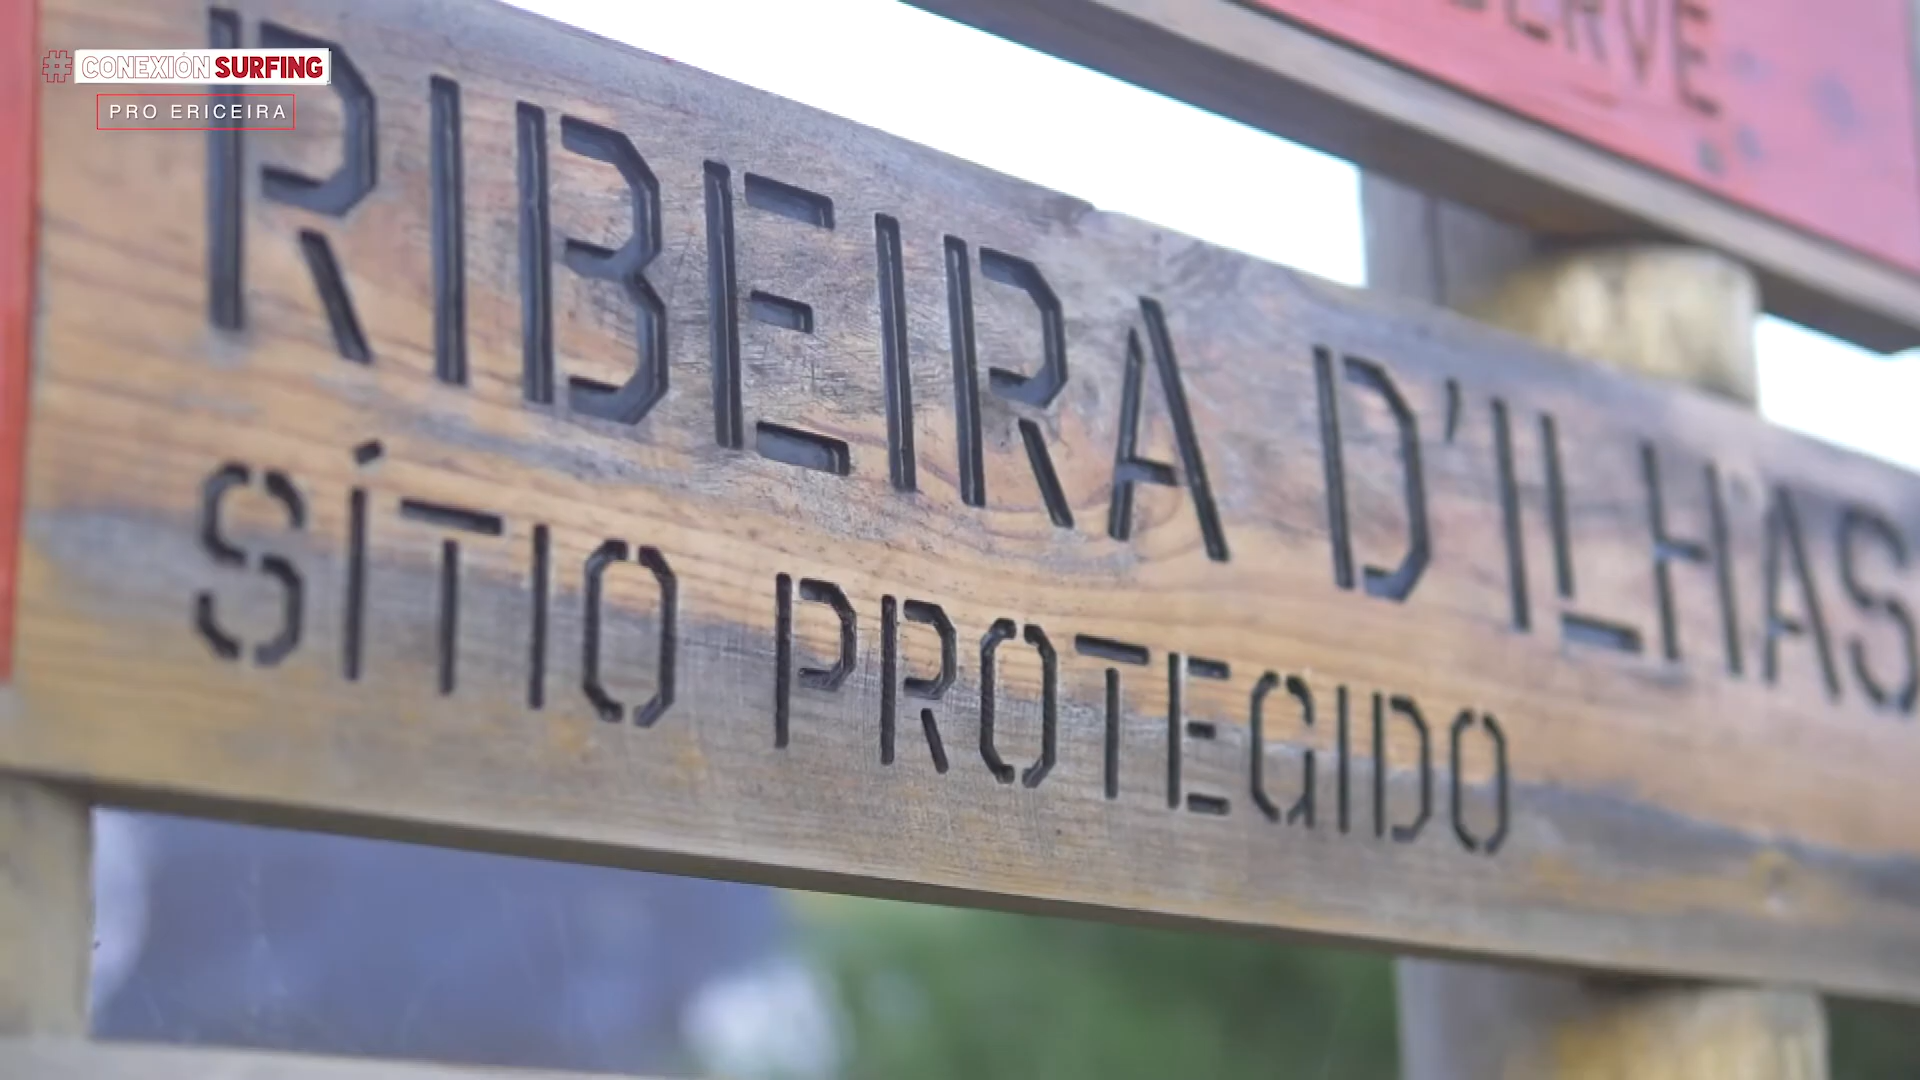 #CONEXIÓN SURFING
PRO ERICEIRA
RIBEIRA D'ILHAS
SÍTIO PROTEGIDO